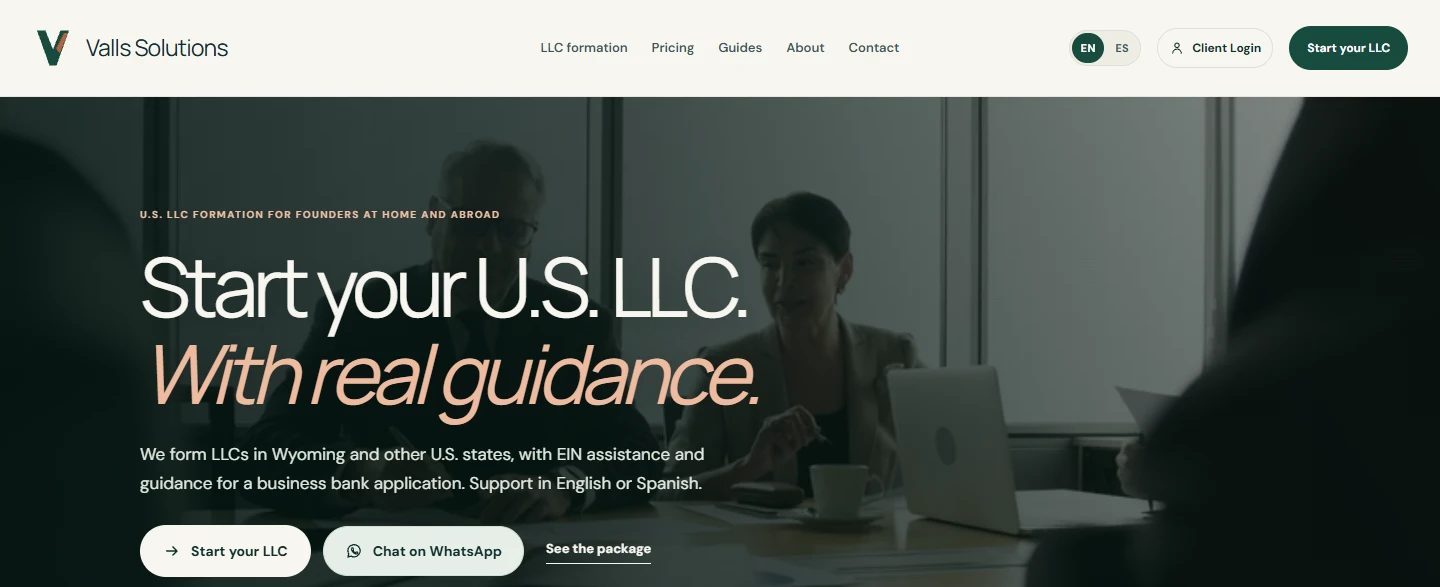 Valls Solutions
LLC formation
Pricing
Guides
About
Contact
EN
ES
Client Login
Start your LLC
U.S. LLC FORMATION FOR FOUNDERS AT HOME AND ABROAD
Start your U.S. LLC.
With real guidance.
We form LLCs in Wyoming and other U.S. states, with EIN assistance and
guidance for a business bank application. Support in English or Spanish.
Start your LLC
Chat on WhatsApp
See the package